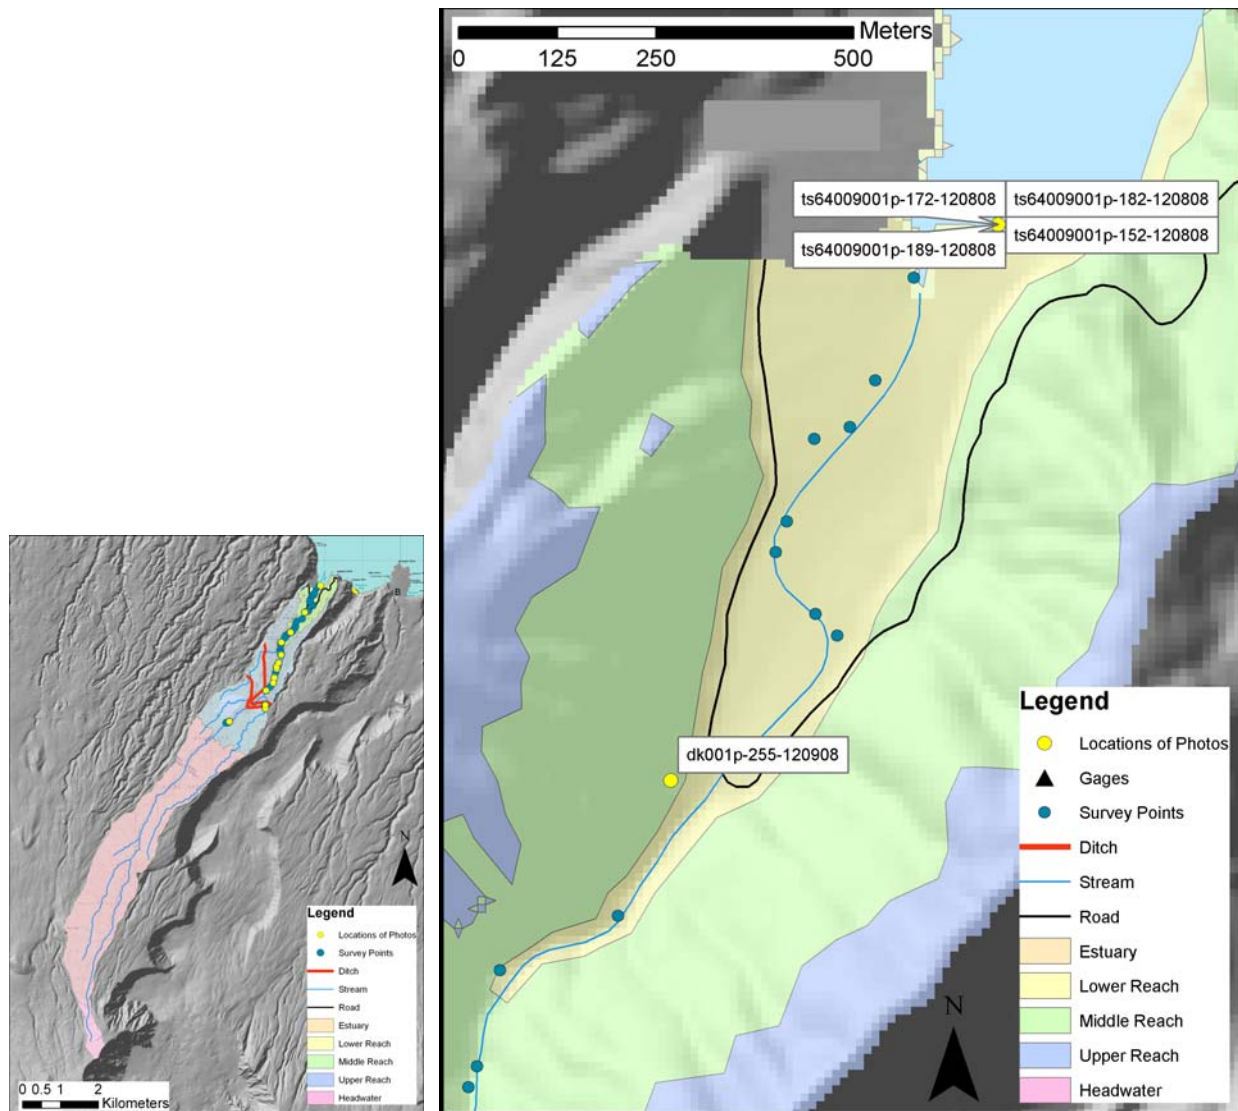 Meters
0 125 250 500
ts64009001p-172-120808 ts64009001p-182-120808
ts64009001p-189-120808 ts64009001p-152-120808
dk001p-255-120908
Legend
Locations of Photos
Gages
Survey Points
Ditch
Stream
Road
Estuary
Lower Reach
Middle Reach
Upper Reach
Headwater
N
B
N
Legend
Locations of Photos
Survey Points
Ditch
Stream
Road
Estuary
Lower Reach
Middle Reach
Upper Reach
Headwater
0 0.5 1 2
Kilometers